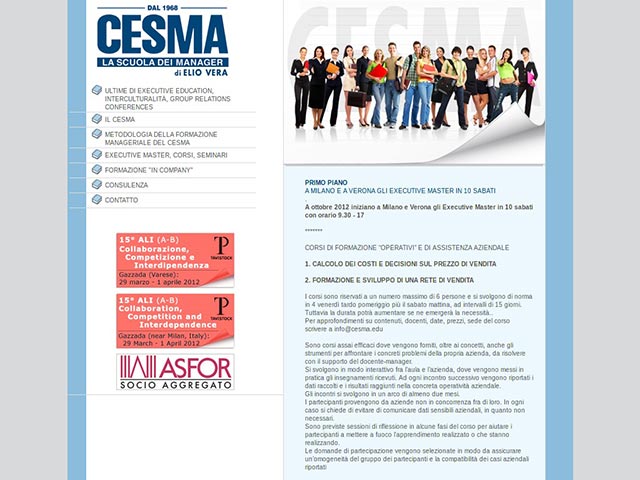 DAL 1968
CESMA
LA SCUOLA DEI MANAGER
di ELIO VERA
ULTIME DI EXECUTIVE EDUCATION,
INTERCULTURALITÀ, GROUP RELATIONS
CONFERENCES
IL CESMA
METODOLOGIA DELLA FORMAZIONE
MANAGERIALE DEL CESMA
EXECUTIVE MASTER, CORSI, SEMINARI
FORMAZIONE "IN COMPANY"
CONSULENZA
CONTATTO
15° ALI (A-B)
Collaborazione,
Competizione e
Interdipendenza
TAVISTOCK
Gazzada (Varese):
29 marzo - 1 aprile 2012
15° ALI (A-B)
Collaboration,
Competition and
Interdependence
TAVISTOCK
Gazzada (near Milan, Italy):
29 March - 1 April 2012
ASFOR
SOCIO AGGREGATO
CESMA
PRIMO PIANO
A MILANO E A VERONA GLI EXECUTIVE MASTER IN 10 SABATI
.
A ottobre 2012 iniziano a Milano e Verona gli Executive Master in 10 sabati
con orario 9.30 - 17
*******
CORSI DI FORMAZIONE "OPERATIVI" E DI ASSISTENZA AZIENDALE
1. CALCOLO DEI COSTI E DECISIONI SUL PREZZO DI VENDITA
2. FORMAZIONE E SVILUPPO DI UNA RETE DI VENDITA
I corsi sono riservati a un numero massimo di 6 persone e si svolgono di norma
in 4 venerdì tardo pomeriggio più il sabato mattina, ad intervalli di 15 giorni.
Tuttavia la durata potrà aumentare se ne emergerà la necessità..
Per approfondimenti su contenuti, docenti, date, prezzi, sede del corso
scrivere a info@cesma.edu
Sono corsi assai efficaci dove vengono forniti, oltre ai concetti, anche gli
strumenti per affrontare i concreti problemi della propria azienda, da risolvere
con il supporto del docente-manager.
Si svolgono in modo interattivo fra l'aula e l'azienda, dove vengono messi in
pratica gli insegnamenti ricevuti. Ad ogni incontro successivo vengono riportati i
dati raccolti e i risultati raggiunti nella concreta operatività aziendale.
Gli incontri si svolgono in un arco di almeno due mesi.
I partecipanti provengono da aziende non in concorrenza fra di loro. In ogni
caso si chiede di evitare di comunicare dati sensibili aziendali, in quanto non
necessari.
Sono previste sessioni di riflessione in alcune fasi del corso per aiutare i
partecipanti a mettere a fuoco l'apprendimento realizzato o che stanno
realizzando.
Le domande di partecipazione vengono selezionate in modo da assicurare
un'omogeneità del gruppo dei partecipanti e la compatibilità dei casi aziendali
riportati